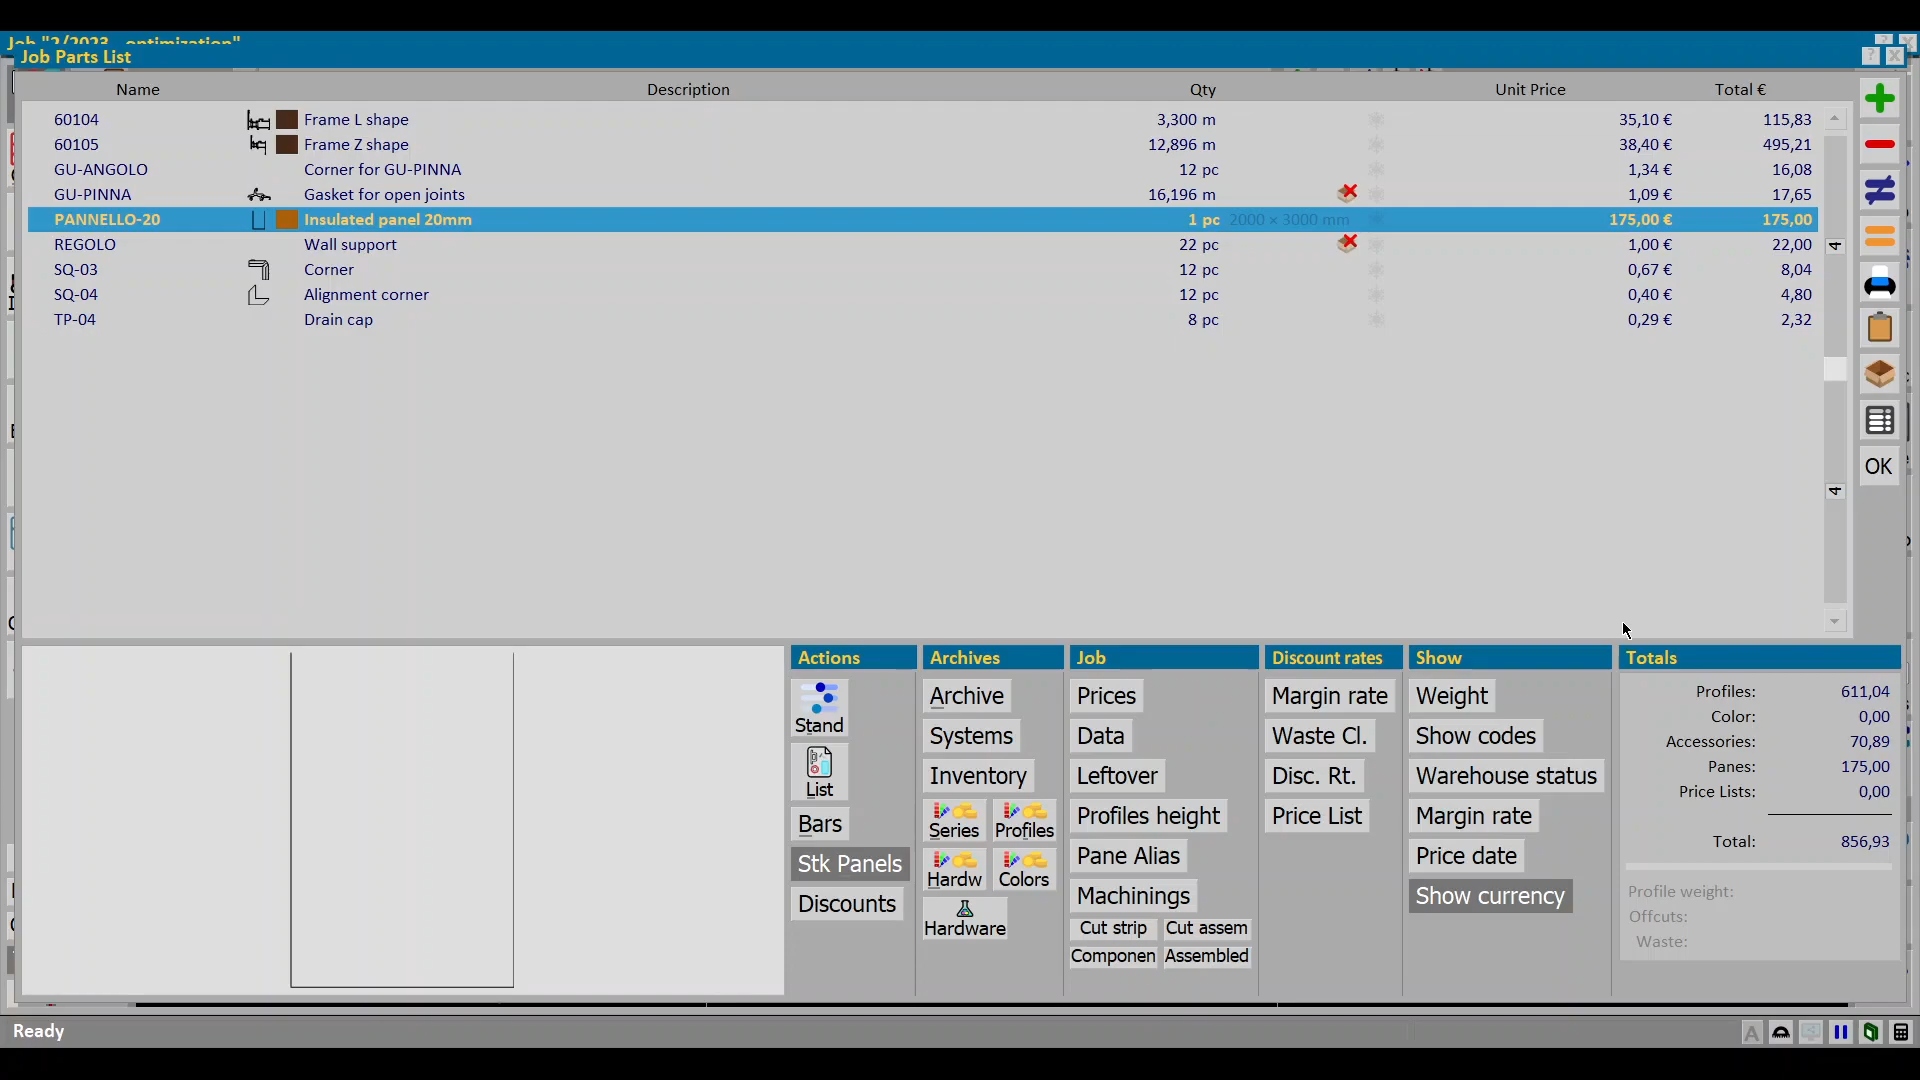 Job "2/2023 - optimization"
Job Parts List
Name Description Qty Unit Price Total €
60104 Frame L shape 3,300 m 35,10 € 115,83
60105 Frame Z shape 12,896 m 38,40 € 495,21
GU-ANGOLO Corner for GU-PINNA 12 pc 1,34 € 16,08
GU-PINNA Gasket for open joints 16,196 m 1,09 € 17,65
PANNELLO-20 Insulated panel 20mm 1 pc 2000 × 3000 mm 175,00 € 175,00
REGOLO Wall support 22 pc 1,00 € 22,00
SQ-03 Corner 12 pc 0,67 € 8,04
SQ-04 Alignment corner 12 pc 0,40 € 4,80
TP-04 Drain cap 8 pc 0,29 € 2,32
4
4
OK
Actions
Stand
List
Bars
Stk Panels
Discounts
Archives
Archive
Systems
Inventory
Series Profiles
Hardw Colors
Hardware
Job
Prices
Data
Leftover
Profiles height
Pane Alias
Machinings
Cut strip Cut assem
Componen Assembled
Discount rates
Margin rate
Waste Cl.
Disc. Rt.
Price List
Show
Weight
Show codes
Warehouse status
Margin rate
Price date
Show currency
Totals
Profiles: 611,04
Color: 0,00
Accessories: 70,89
Panes: 175,00
Price Lists: 0,00
Total: 856,93
Profile weight:
Offcuts:
Waste:
Ready
A